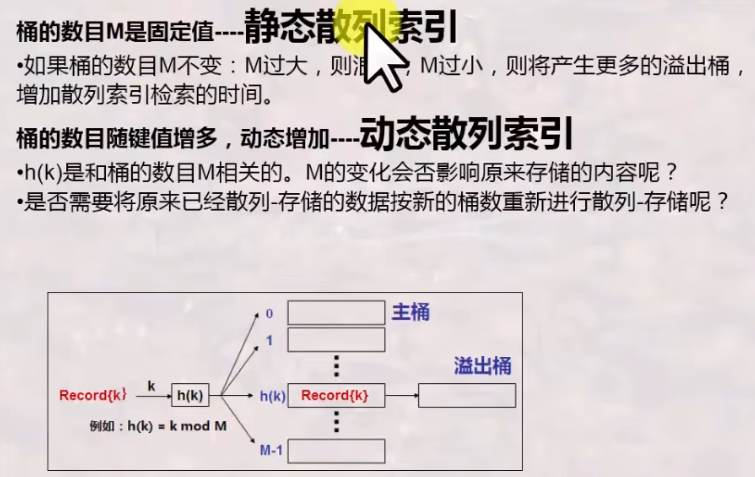 桶的数目M是固定值----静态散列索引
•如果桶的数目M不变：M过大，则浪 ；M过小，则将产生更多的溢出桶，
增加散列索引检索的时间。
桶的数目随键值增多，动态增加----动态散列索引
•h(k)是和桶的数目M相关的。M的变化会否影响原来存储的内容呢？
•是否需要将原来已经散列-存储的数据按新的桶数重新进行散列-存储呢？
0
主桶
1
溢出桶
Record{k}
k
h(k)
h(k)
Record{k}
例如：h(k) = k mod M
M-1